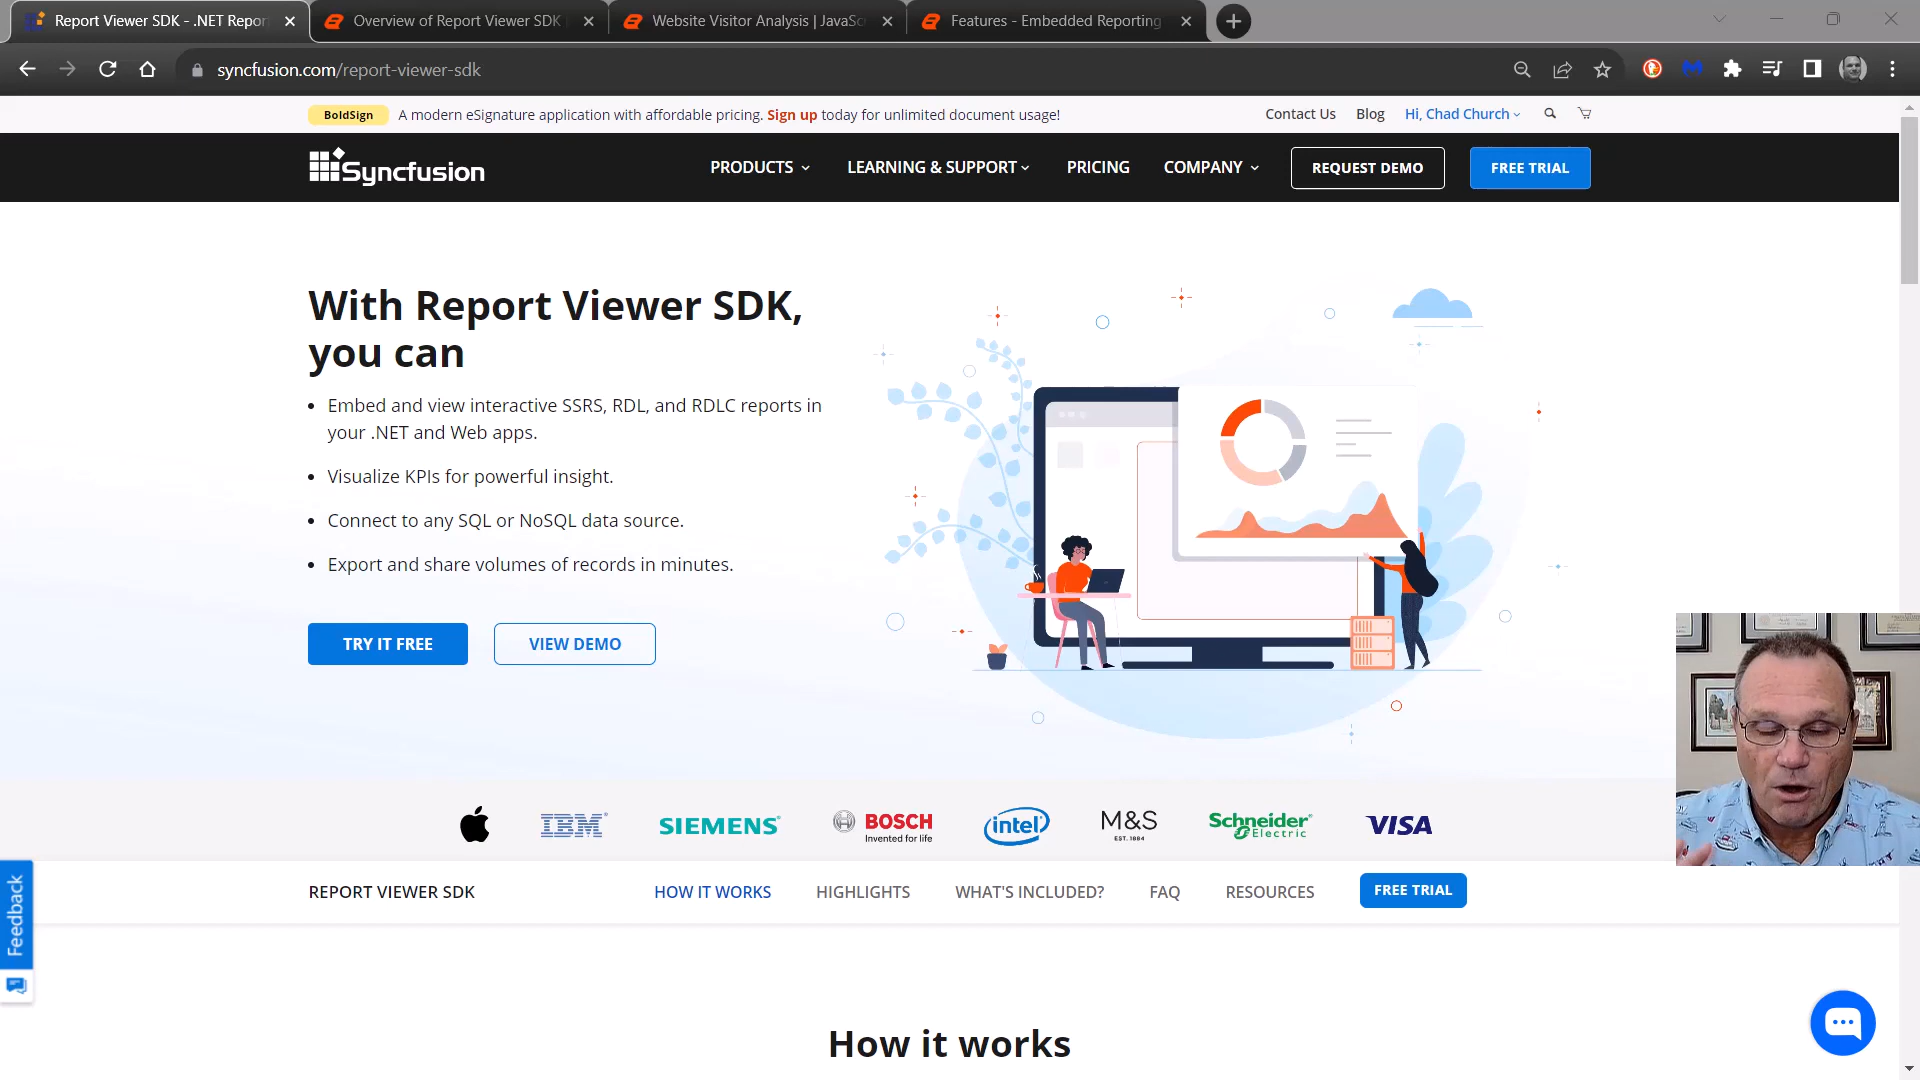 Report Viewer SDK - .NET Repor
Overview of Report Viewer SDK
Website Visitor Analysis | JavaSc
Features - Embedded Reporting
syncfusion.com/report-viewer-sdk
BoldSign
A modern eSignature application with affordable pricing. Sign up today for unlimited document usage!
Contact Us
Blog
Hi, Chad Church
Syncfusion
PRODUCTS
LEARNING & SUPPORT
PRICING
COMPANY
REQUEST DEMO
FREE TRIAL
With Report Viewer SDK,
you can
• Embed and view interactive SSRS, RDL, and RDLC reports in
your .NET and Web apps.
• Visualize KPIs for powerful insight.
• Connect to any SQL or NoSQL data source.
• Export and share volumes of records in minutes.
TRY IT FREE
VIEW DEMO
IBM
SIEMENS
BOSCH
Invented for life
intel
M&S
EST. 1884
Schneider
Electric
VISA
Feedback
REPORT VIEWER SDK
HOW IT WORKS
HIGHLIGHTS
WHAT'S INCLUDED?
FAQ
RESOURCES
FREE TRIAL
How it works